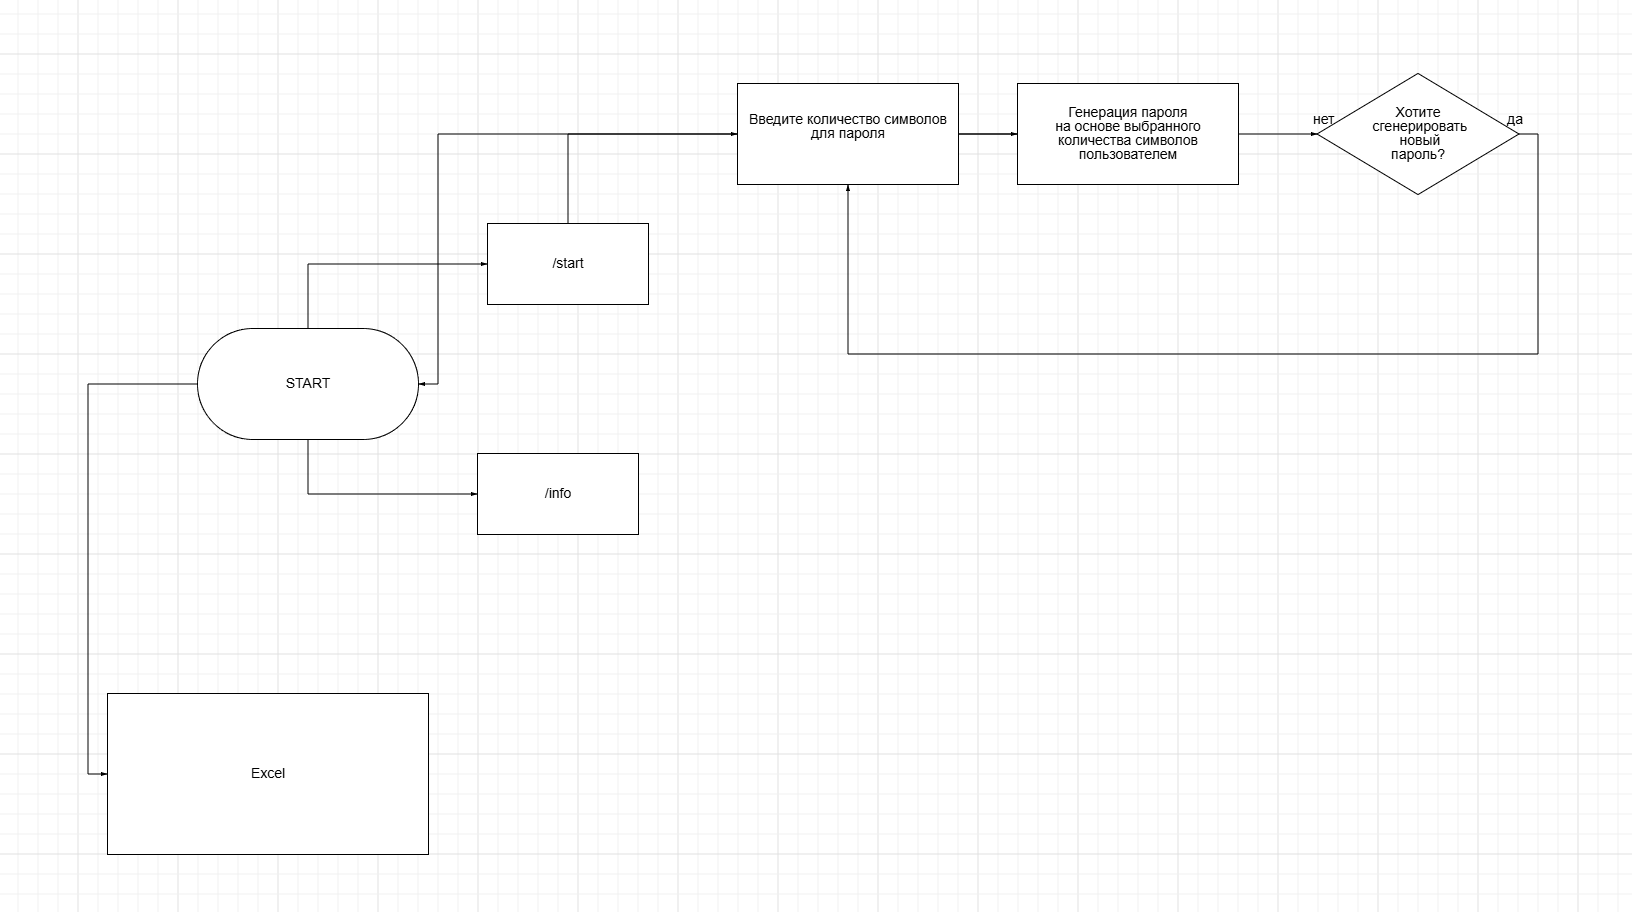 Введите количество символов
для пароля
Генерация пароля
на основе выбранного
количества символов
пользователем
нет
Хотите
сгенерировать
новый
пароль?
да
/start
START
/info
Excel